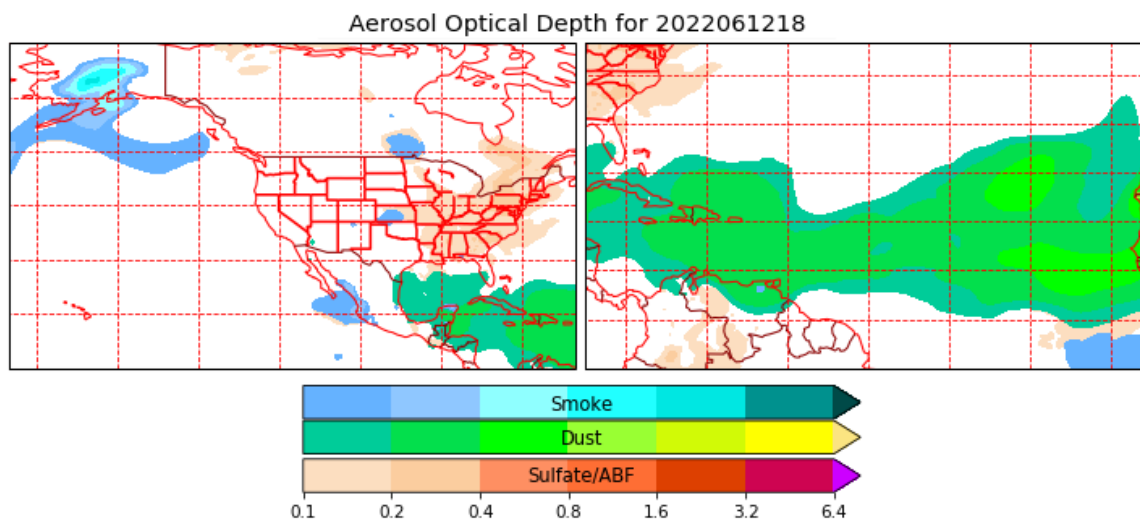 Aerosol Optical Depth for 2022061218
Smoke
Dust
Sulfate/ABF
0.1 0.2 0.4 0.8 1.6 3.2 6.4